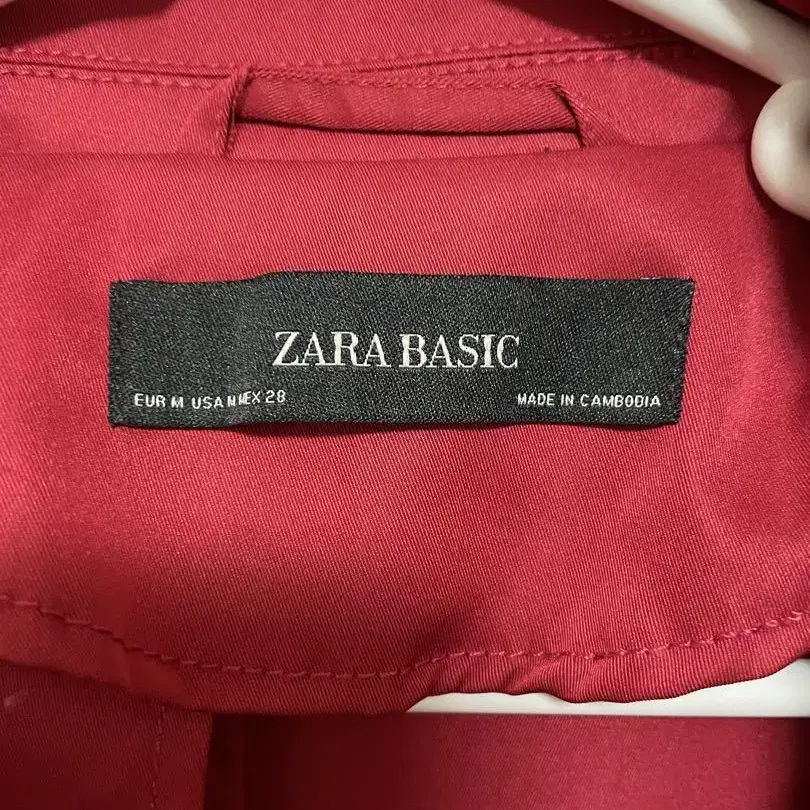 ZARA BASIC
EUR M USA M MEX 28
MADE IN CAMBODIA